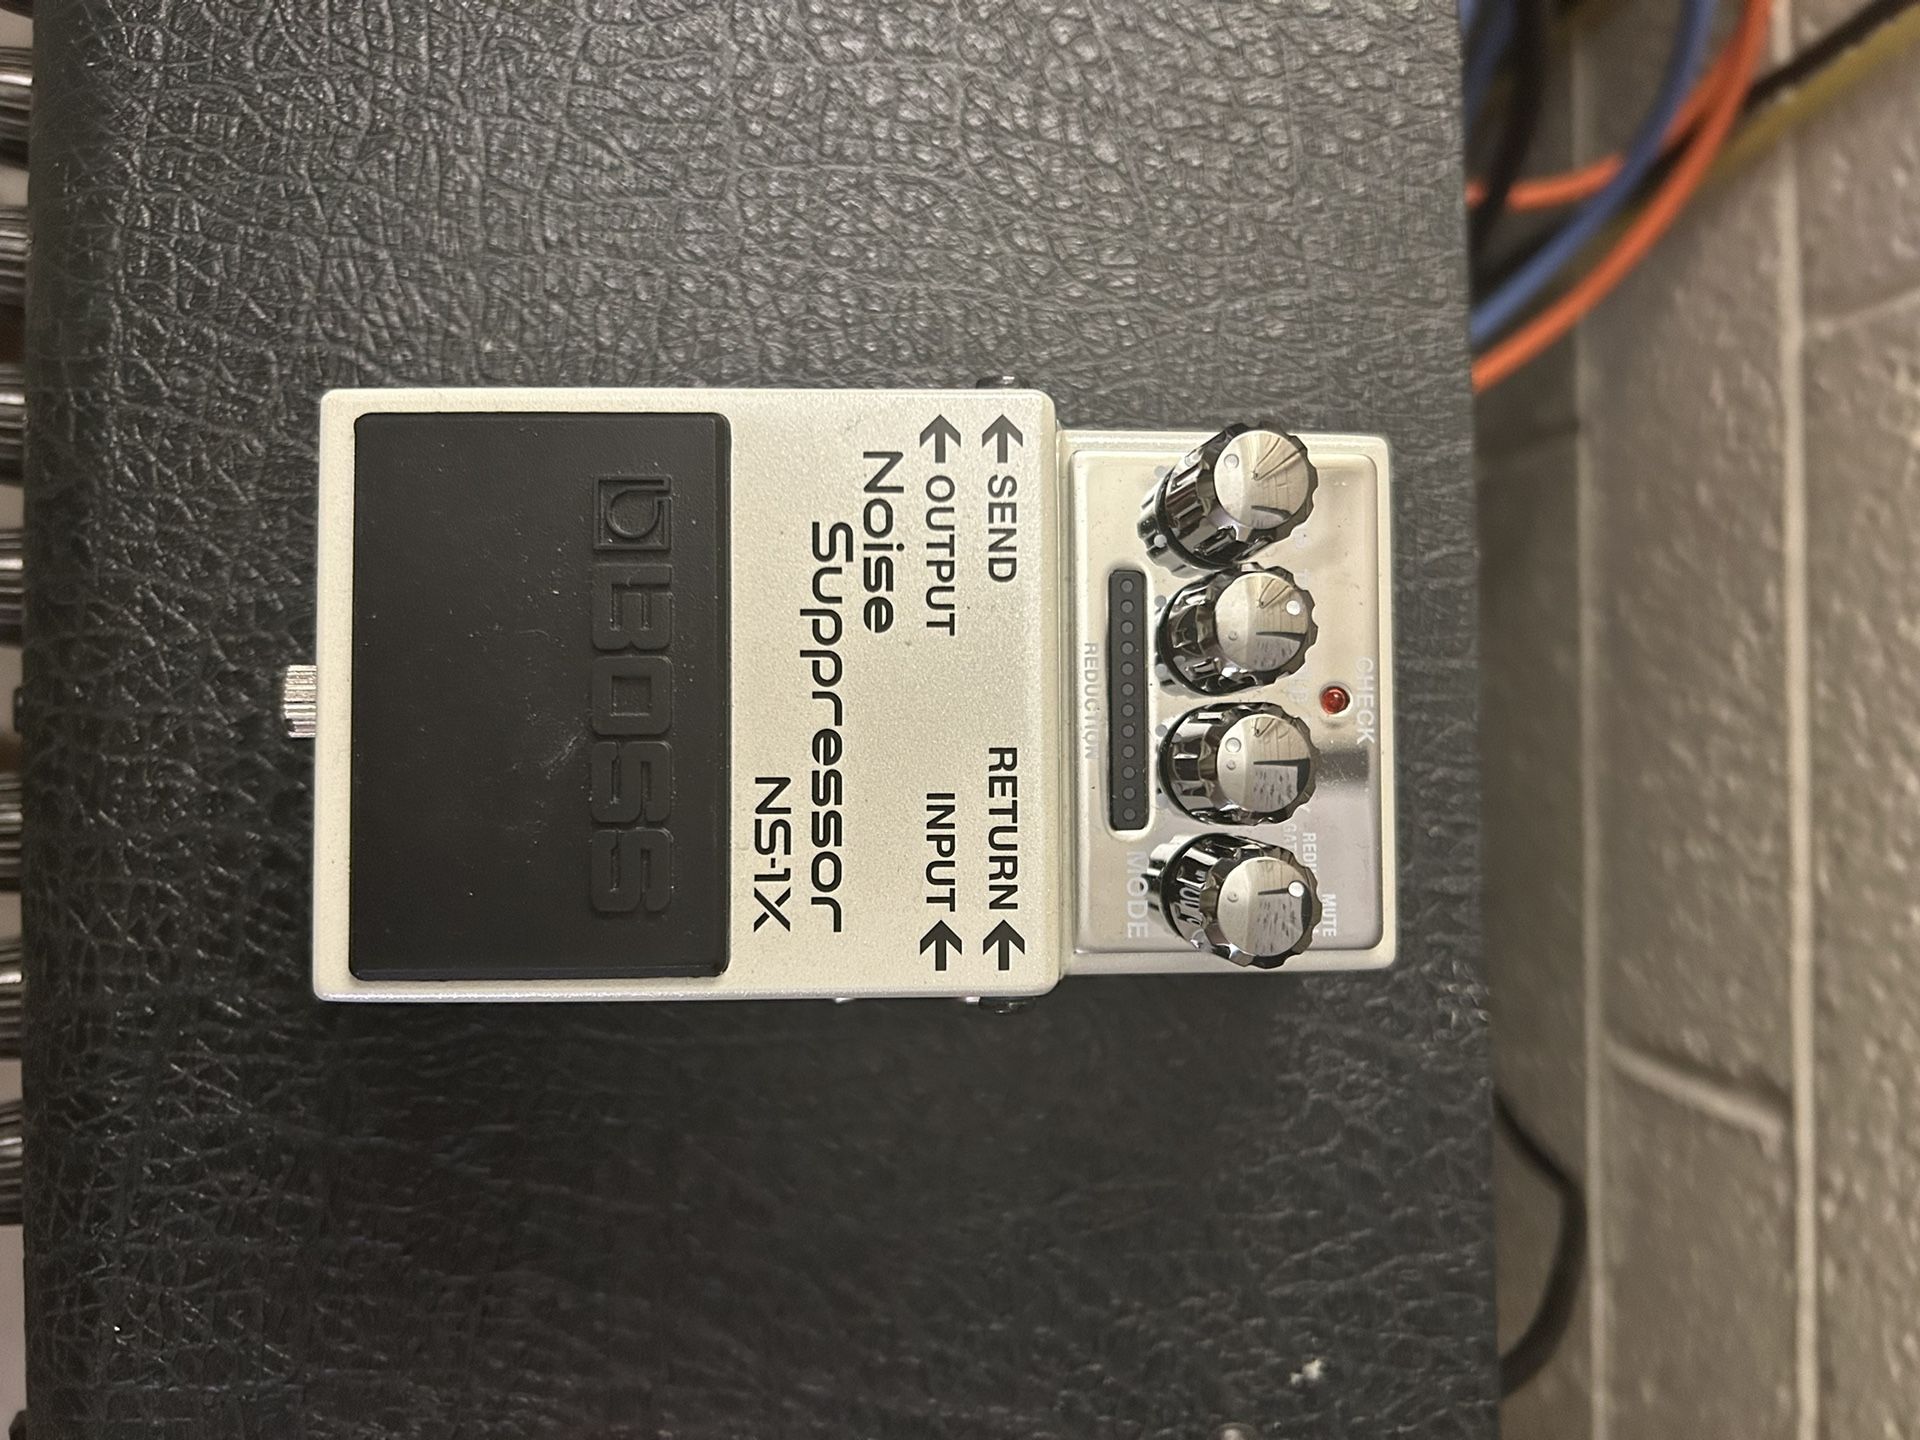 CHECK
MUTE
MODE
REDUCTION
← SEND
RETURN ←
← OUTPUT
INPUT ←
Noise
Suppressor
NS-1X
BOSS